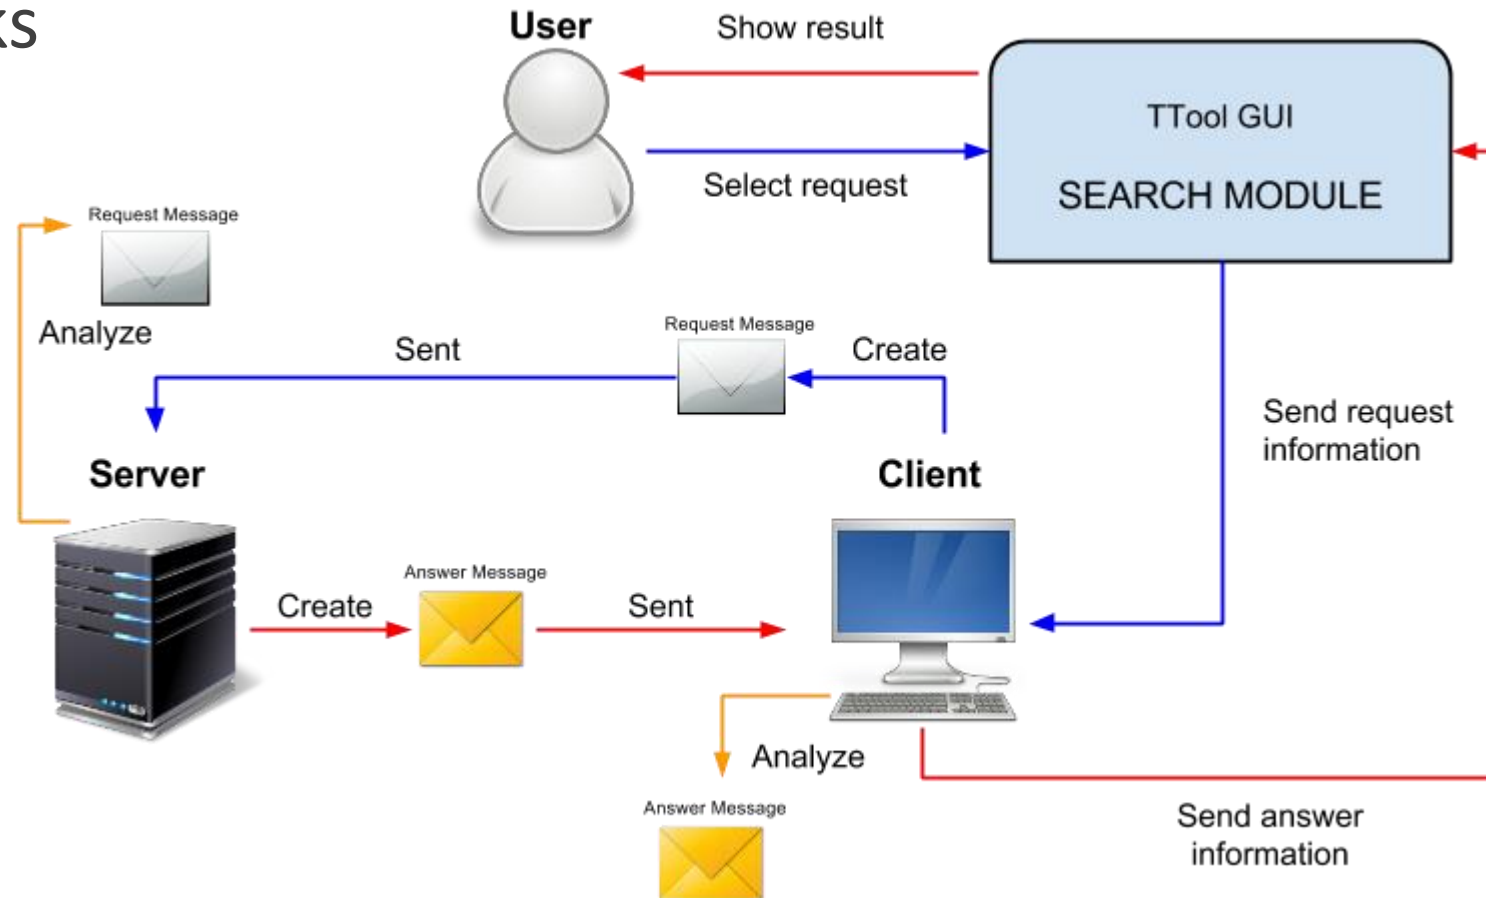 ks
User
Show result
TTool GUI
SEARCH MODULE
Select request
Request Message
Analyze
Request Message
Sent
Create
Send request
information
Server
Client
Answer Message
Create
Sent
Analyze
Answer Message
Send answer
information